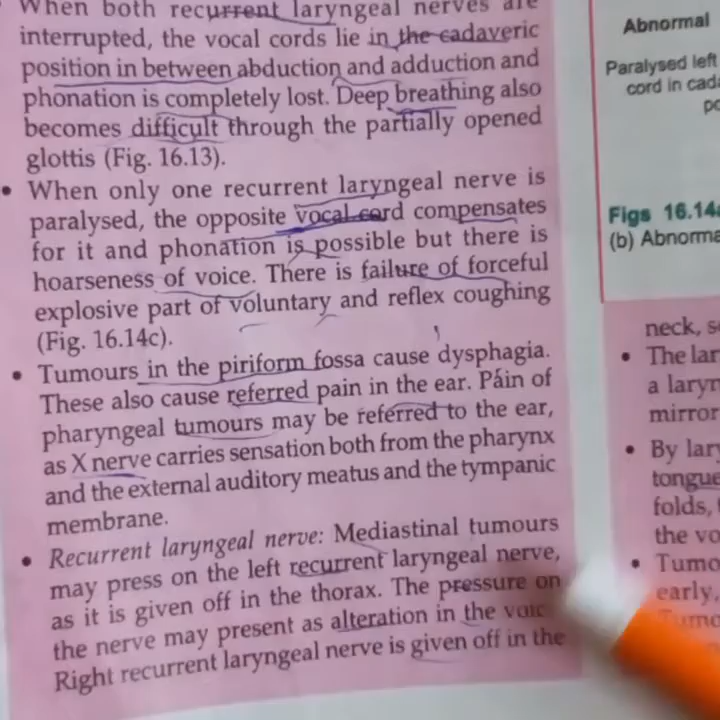 When both recurrent laryngeal nerves are
interrupted, the vocal cords lie in the cadaveric
position in between abduction and adduction and
phonation is completely lost. Deep breathing also
becomes difficult through the partially opened
glottis (Fig. 16.13).
• When only one recurrent laryngeal nerve is
paralysed, the opposite vocal cord compensates
for it and phonation is possible but there is
hoarseness of voice. There is failure of forceful
explosive part of voluntary and reflex coughing
(Fig. 16.14c).
• Tumours in the piriform fossa cause dysphagia.
These also cause referred pain in the ear. Pain of
pharyngeal tumours may be referred to the ear,
as X nerve carries sensation both from the pharynx
and the external auditory meatus and the tympanic
membrane.
• Recurrent laryngeal nerve: Mediastinal tumours
may press on the left recurrent laryngeal nerve,
as it is given off in the thorax. The pressure on
the nerve may present as alteration in the
Right recurrent laryngeal nerve is given off in the
Abnormal
Paralysed left
cord in
Figs 16.14
(b)
neck,
• The
a
mirror
• By
tongue
folds,
the
•
early,